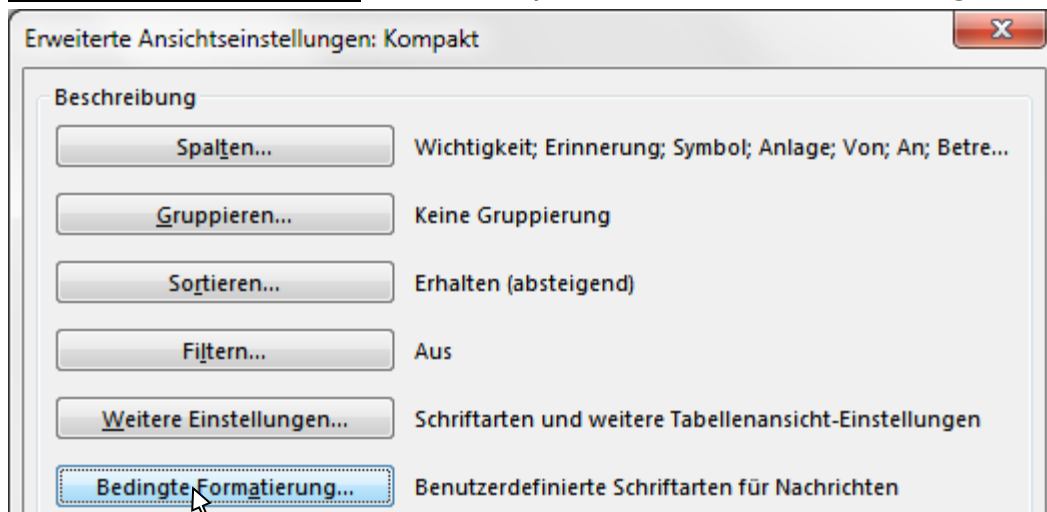 Erweiterte Ansichtseinstellungen: Kompakt
Beschreibung
Spalten... Wichtigkeit; Erinnerung; Symbol; Anlage; Von; An; Betre...
Gruppieren... Keine Gruppierung
Sortieren... Erhalten (absteigend)
Filtern... Aus
Weitere Einstellungen... Schriftarten und weitere Tabellenansicht-Einstellungen
Bedingte Formatierung... Benutzerdefinierte Schriftarten für Nachrichten